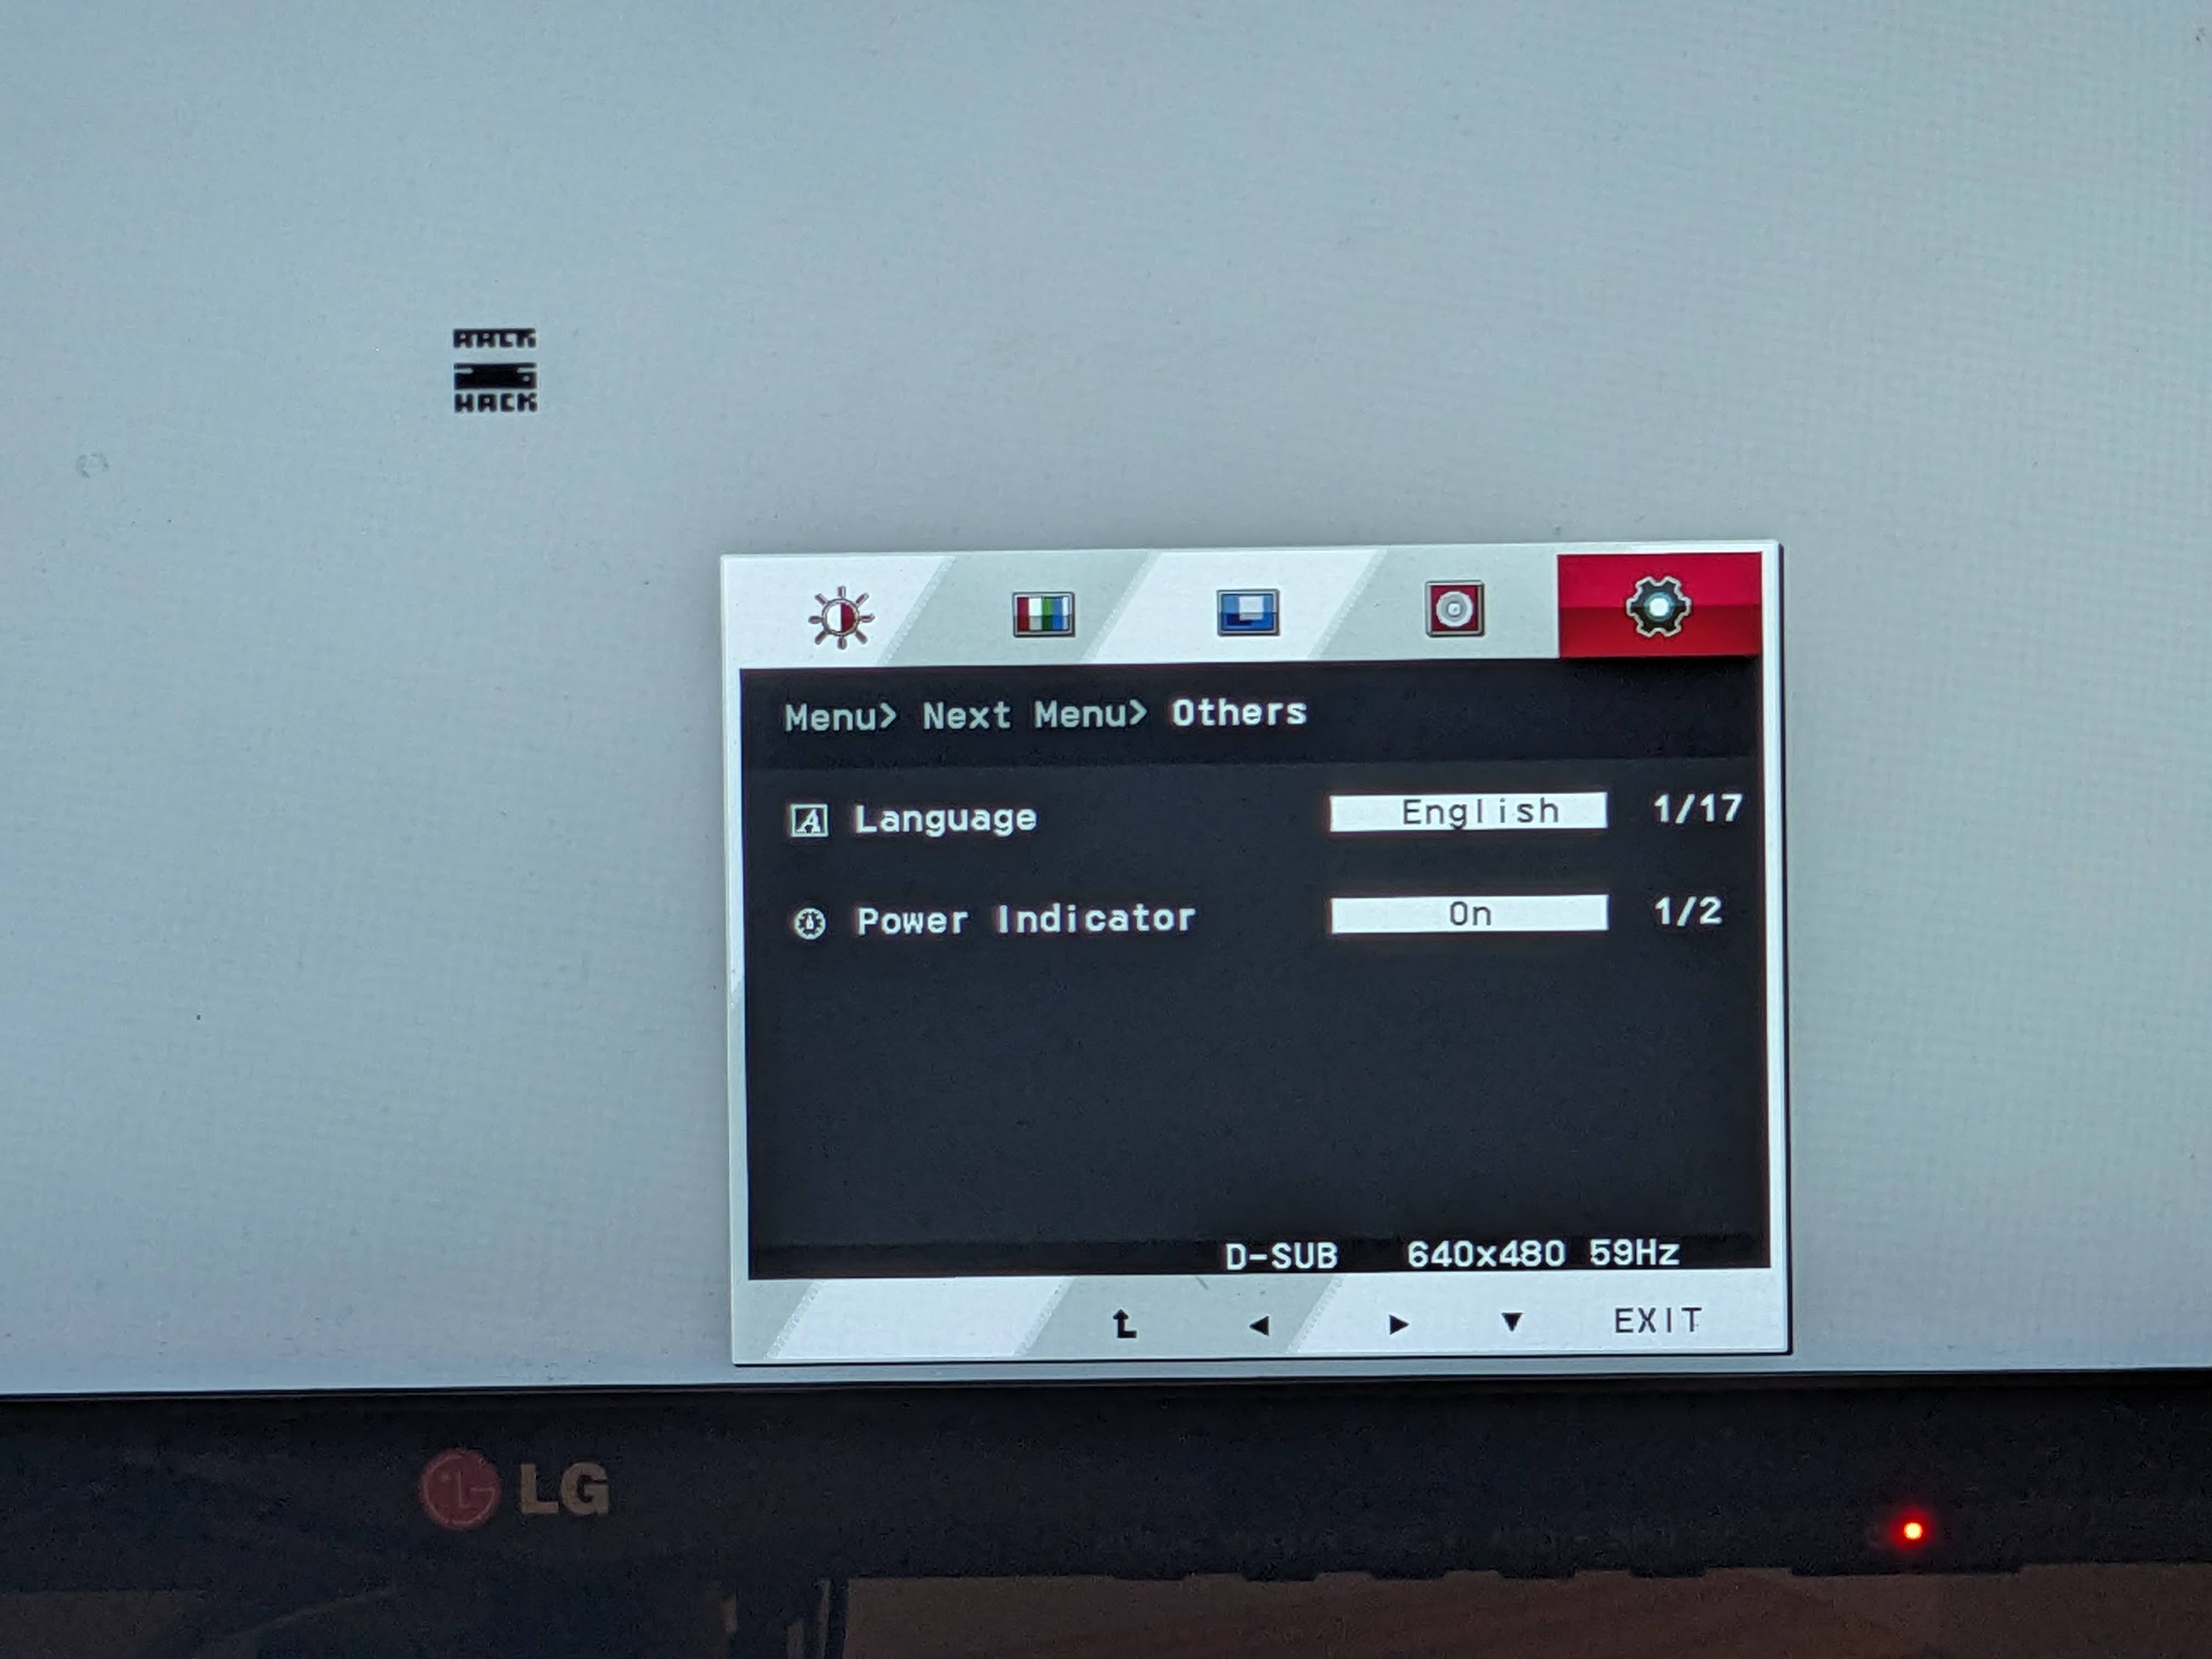 HACK
Menu> Next Menu> Others
Language English 1/17
Power Indicator On 1/2
D-SUB 640x480 59Hz
EXIT
LG